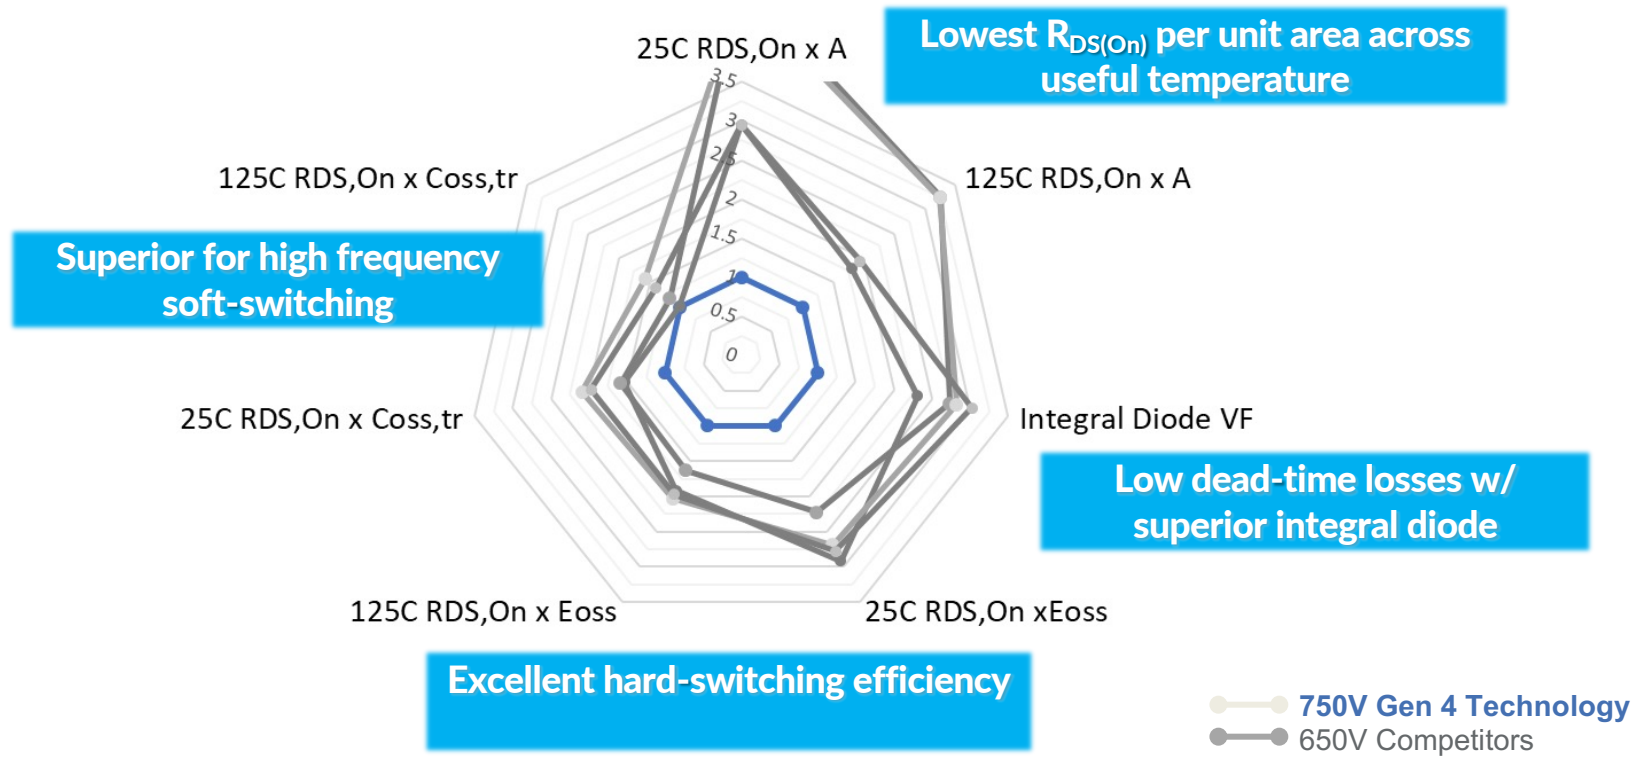 25C RDS,On x A
Lowest RDS(On) per unit area across
useful temperature
3.5
3
2.5
2
1.5
1
0.5
0
125C RDS,On x Coss,tr
125C RDS,On x A
Superior for high frequency
soft-switching
25C RDS,On x Coss,tr
Integral Diode VF
Low dead-time losses w/
superior integral diode
125C RDS,On x Eoss
25C RDS,On xEoss
Excellent hard-switching efficiency
750V Gen 4 Technology
650V Competitors